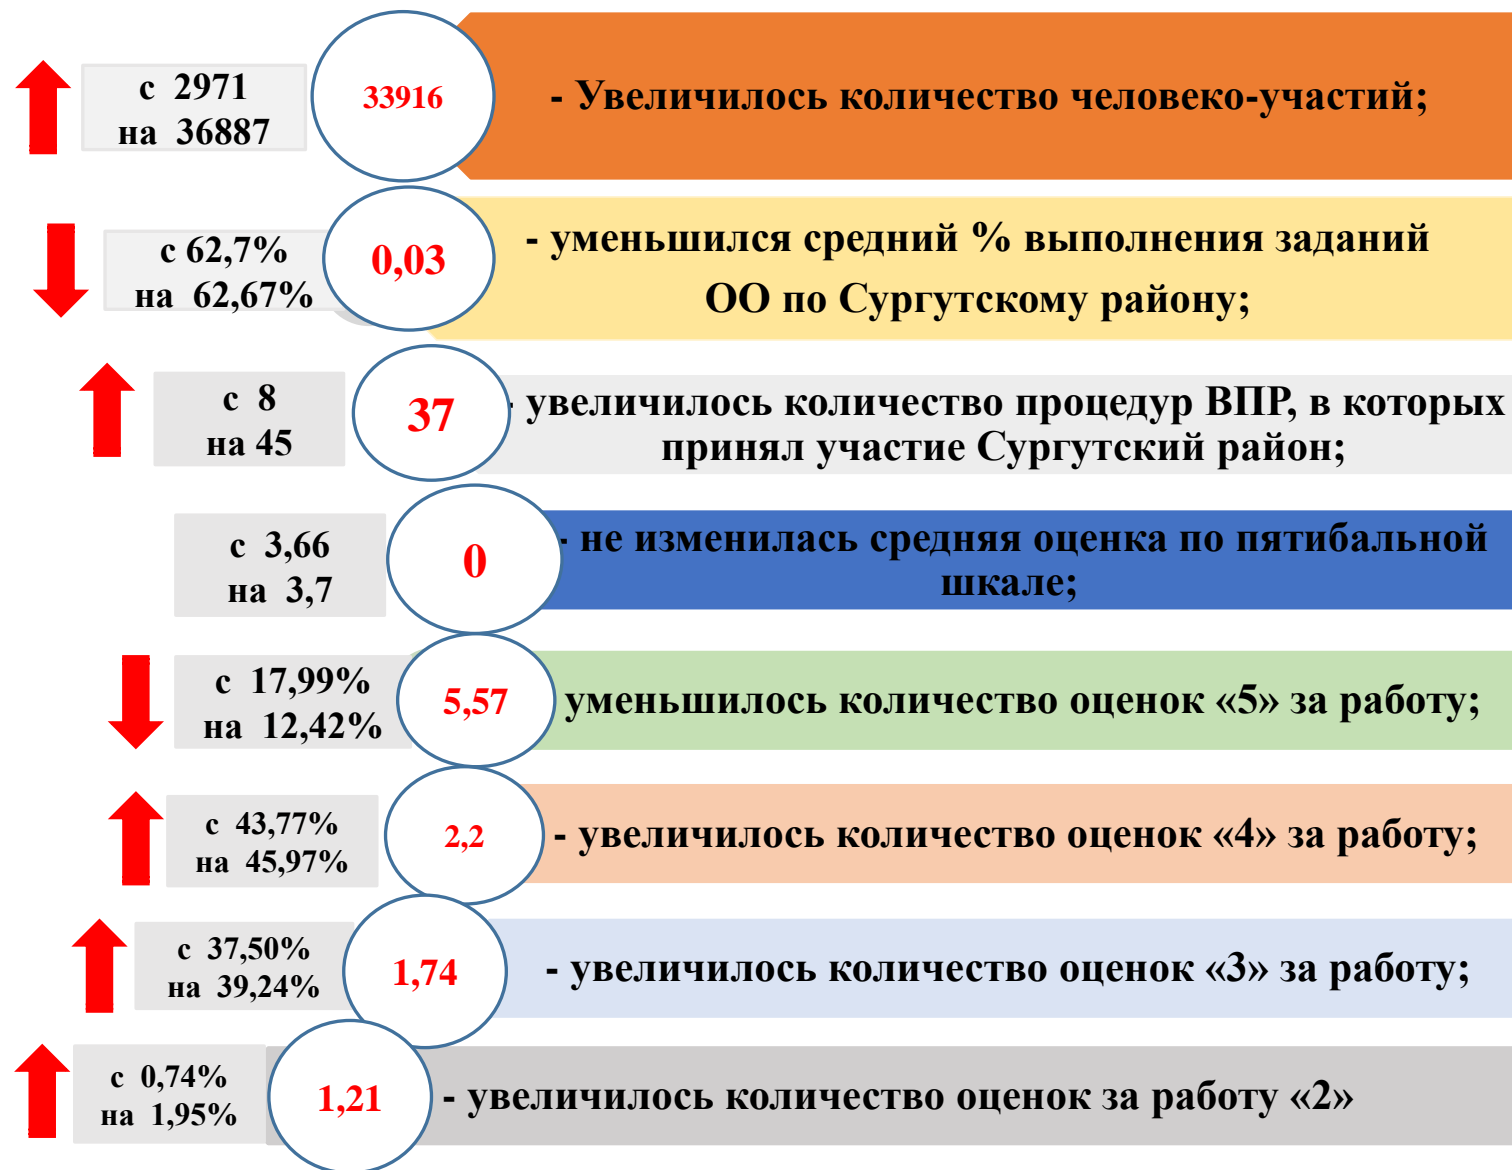 с 2971
на 36887
33916
- Увеличилось количество человеко-участий;
с 62,7%
на 62,67%
0,03
- уменьшился средний % выполнения заданий
ОО по Сургутскому району;
с 8
на 45
37
- увеличилось количество процедур ВПР, в которых
принял участие Сургутский район;
с 3,66
на 3,7
0
- не изменилась средняя оценка по пятибальной
шкале;
с 17,99%
на 12,42%
5,57
уменьшилось количество оценок «5» за работу;
с 43,77%
на 45,97%
2,2
- увеличилось количество оценок «4» за работу;
с 37,50%
на 39,24%
1,74
- увеличилось количество оценок «3» за работу;
с 0,74%
на 1,95%
1,21
- увеличилось количество оценок за работу «2»